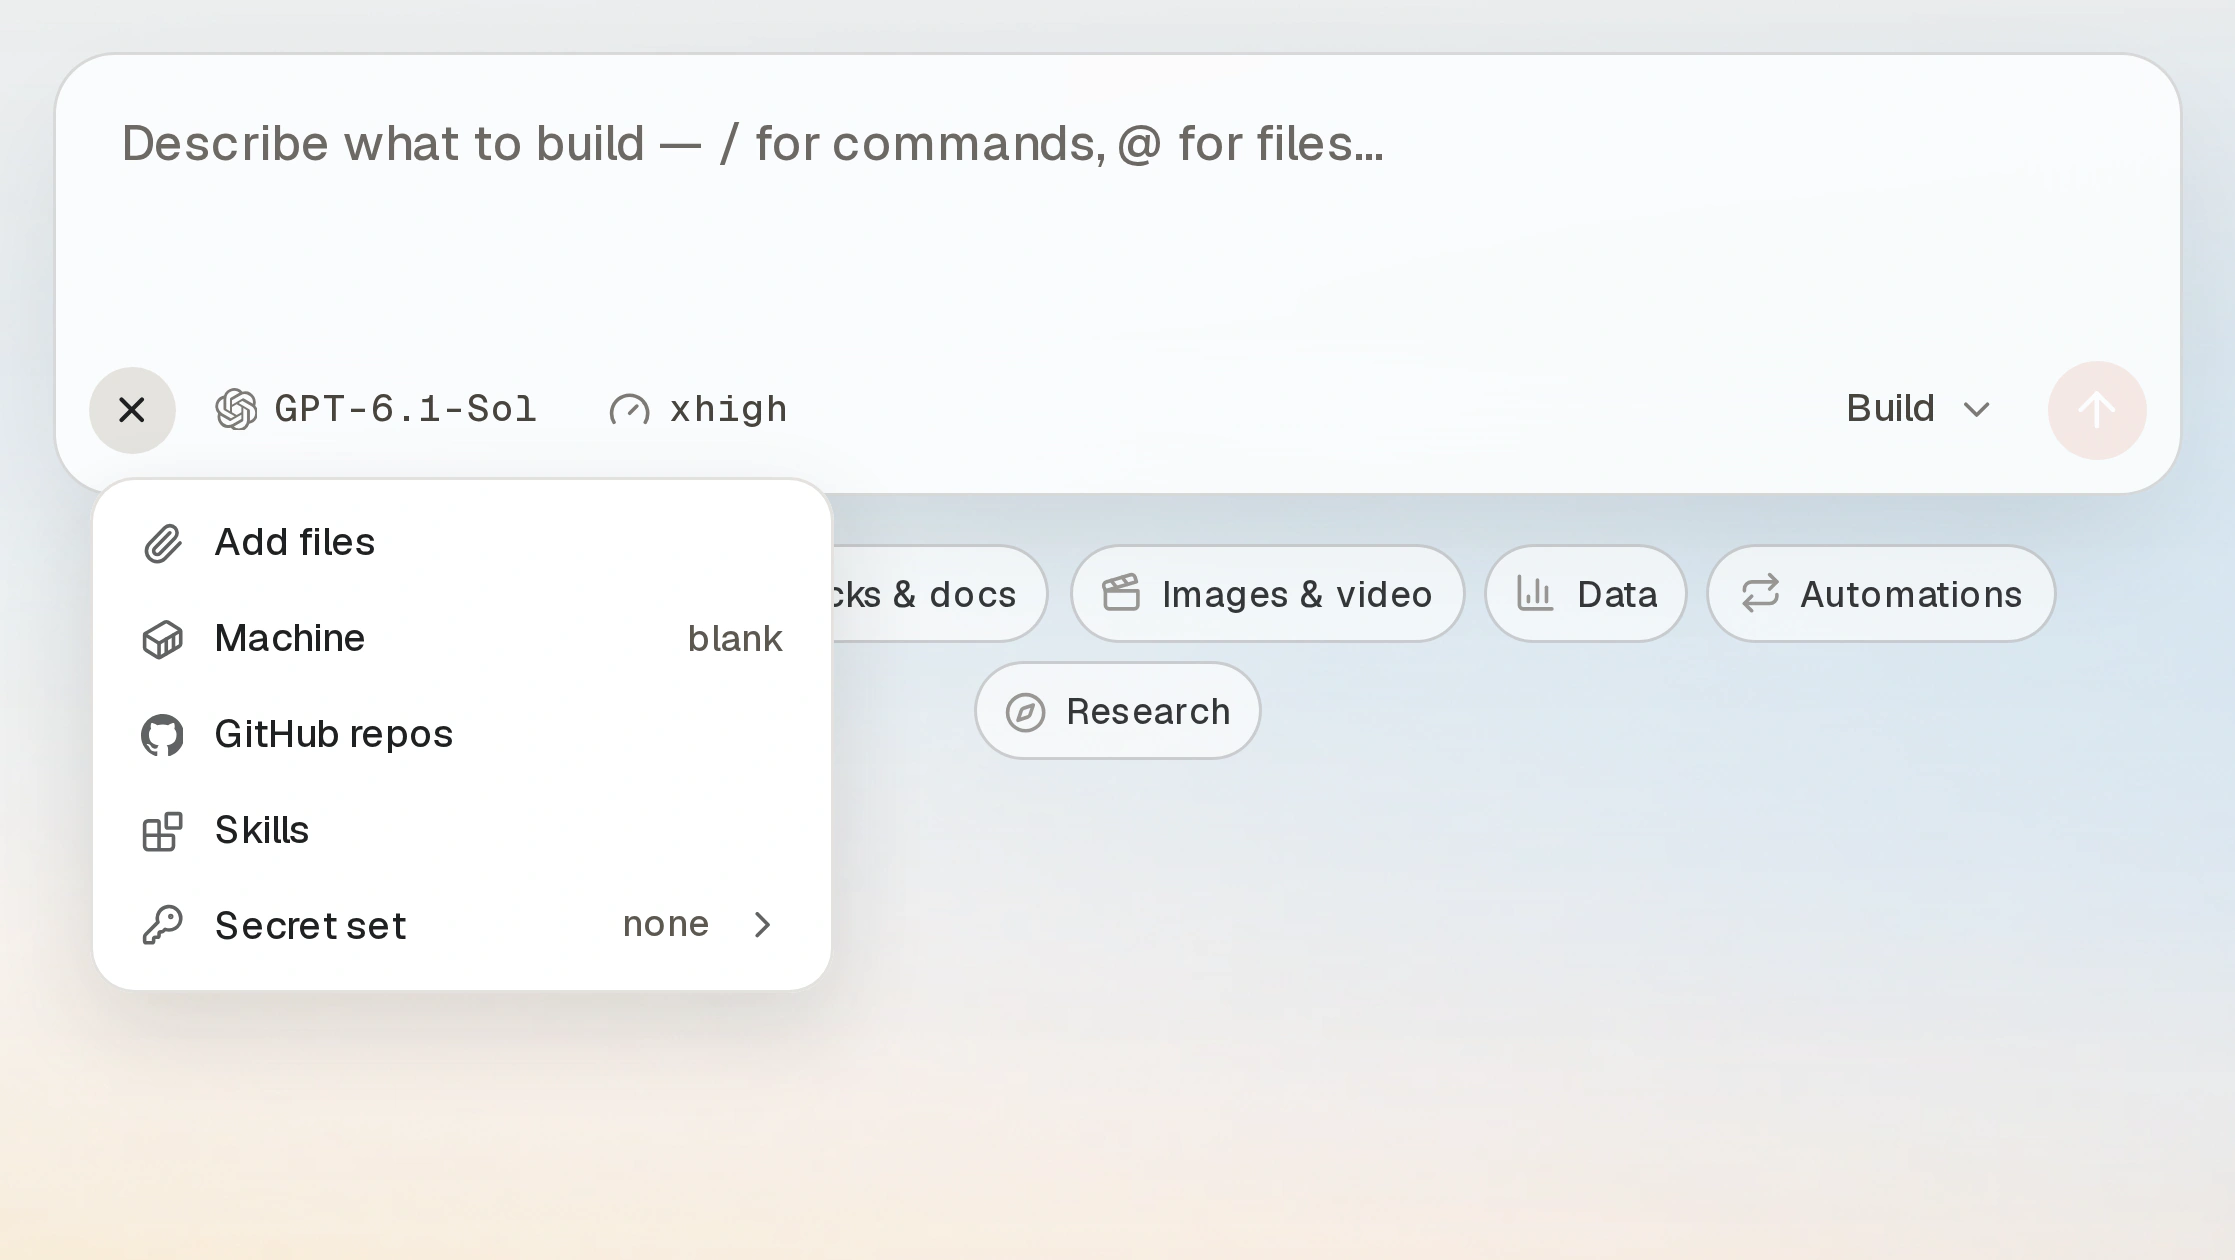 Describe what to build — / for commands, @ for files...
GPT-6.1-Sol
xhigh
Build
Add files
Machine
blank
GitHub repos
Skills
Secret set
none
& docs
Images & video
Data
Automations
Research